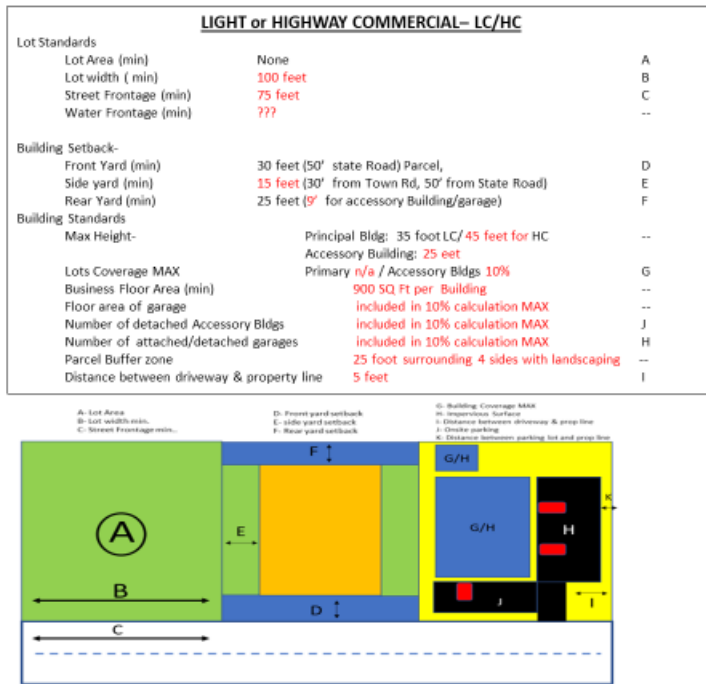 LIGHT or HIGHWAY COMMERCIAL– LC/HC
Lot Standards
Lot Area (min) None A
Lot width ( min) 100 feet B
Street Frontage (min) 75 feet C
Water Frontage (min) ??? --
Building Setback-
Front Yard (min) 30 feet (50' state Road) Parcel, D
Side yard (min) 15 feet (30' from Town Rd, 50' from State Road) E
Rear Yard (min) 25 feet (9' for accessory Building/garage) F
Building Standards
Max Height- Principal Bldg: 35 foot LC/ 45 feet for HC --
Accessory Building: 25 eet
Lots Coverage MAX Primary n/a / Accessory Bldgs 10% G
Business Floor Area (min) 900 SQ Ft per Building --
Floor area of garage included in 10% calculation MAX --
Number of detached Accessory Bldgs included in 10% calculation MAX J
Number of attached/detached garages included in 10% calculation MAX H
Parcel Buffer zone 25 foot surrounding 4 sides with landscaping --
Distance between driveway & property line 5 feet I
A- Lot Area
B- Lot width min.
C- Street Frontage min..
D- Front yard setback
E- side yard setback
F- Rear yard setback
G- Building Coverage MAX
H- Impervious Surface
I- Distance between driveway & prop line
J- Onsite parking
K- Distance between parking lot and prop line
F
G/H
K
A
E
G/H
H
B
D
J
I
C